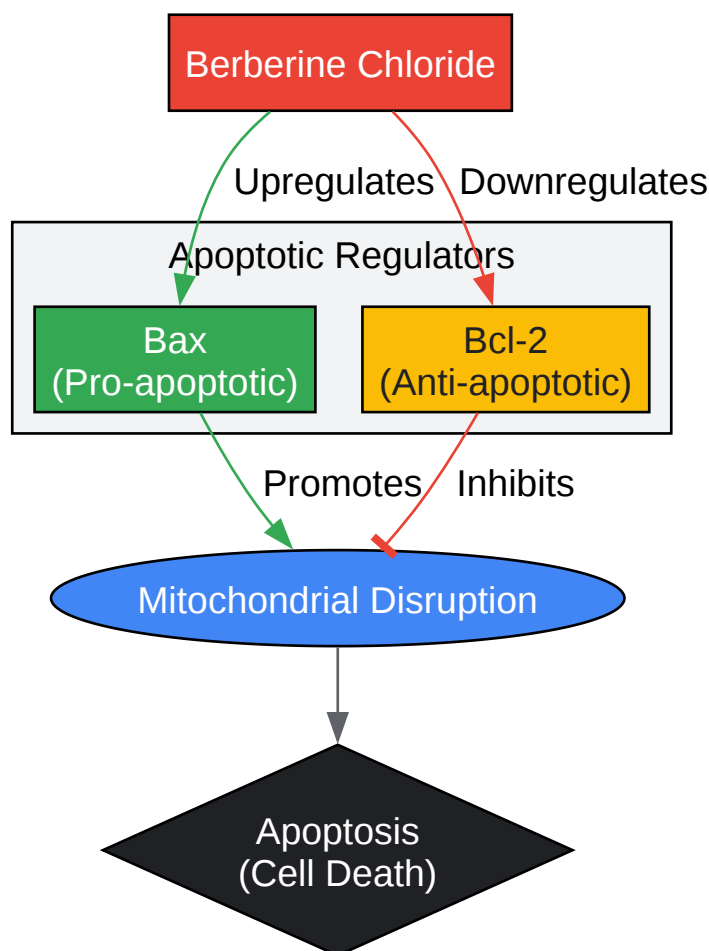 Berberine Chloride
Upregulates
Downregulates
Apoptotic Regulators
Bax
(Pro-apoptotic)
Bcl-2
(Anti-apoptotic)
Promotes
Inhibits
Mitochondrial Disruption
Apoptosis
(Cell Death)